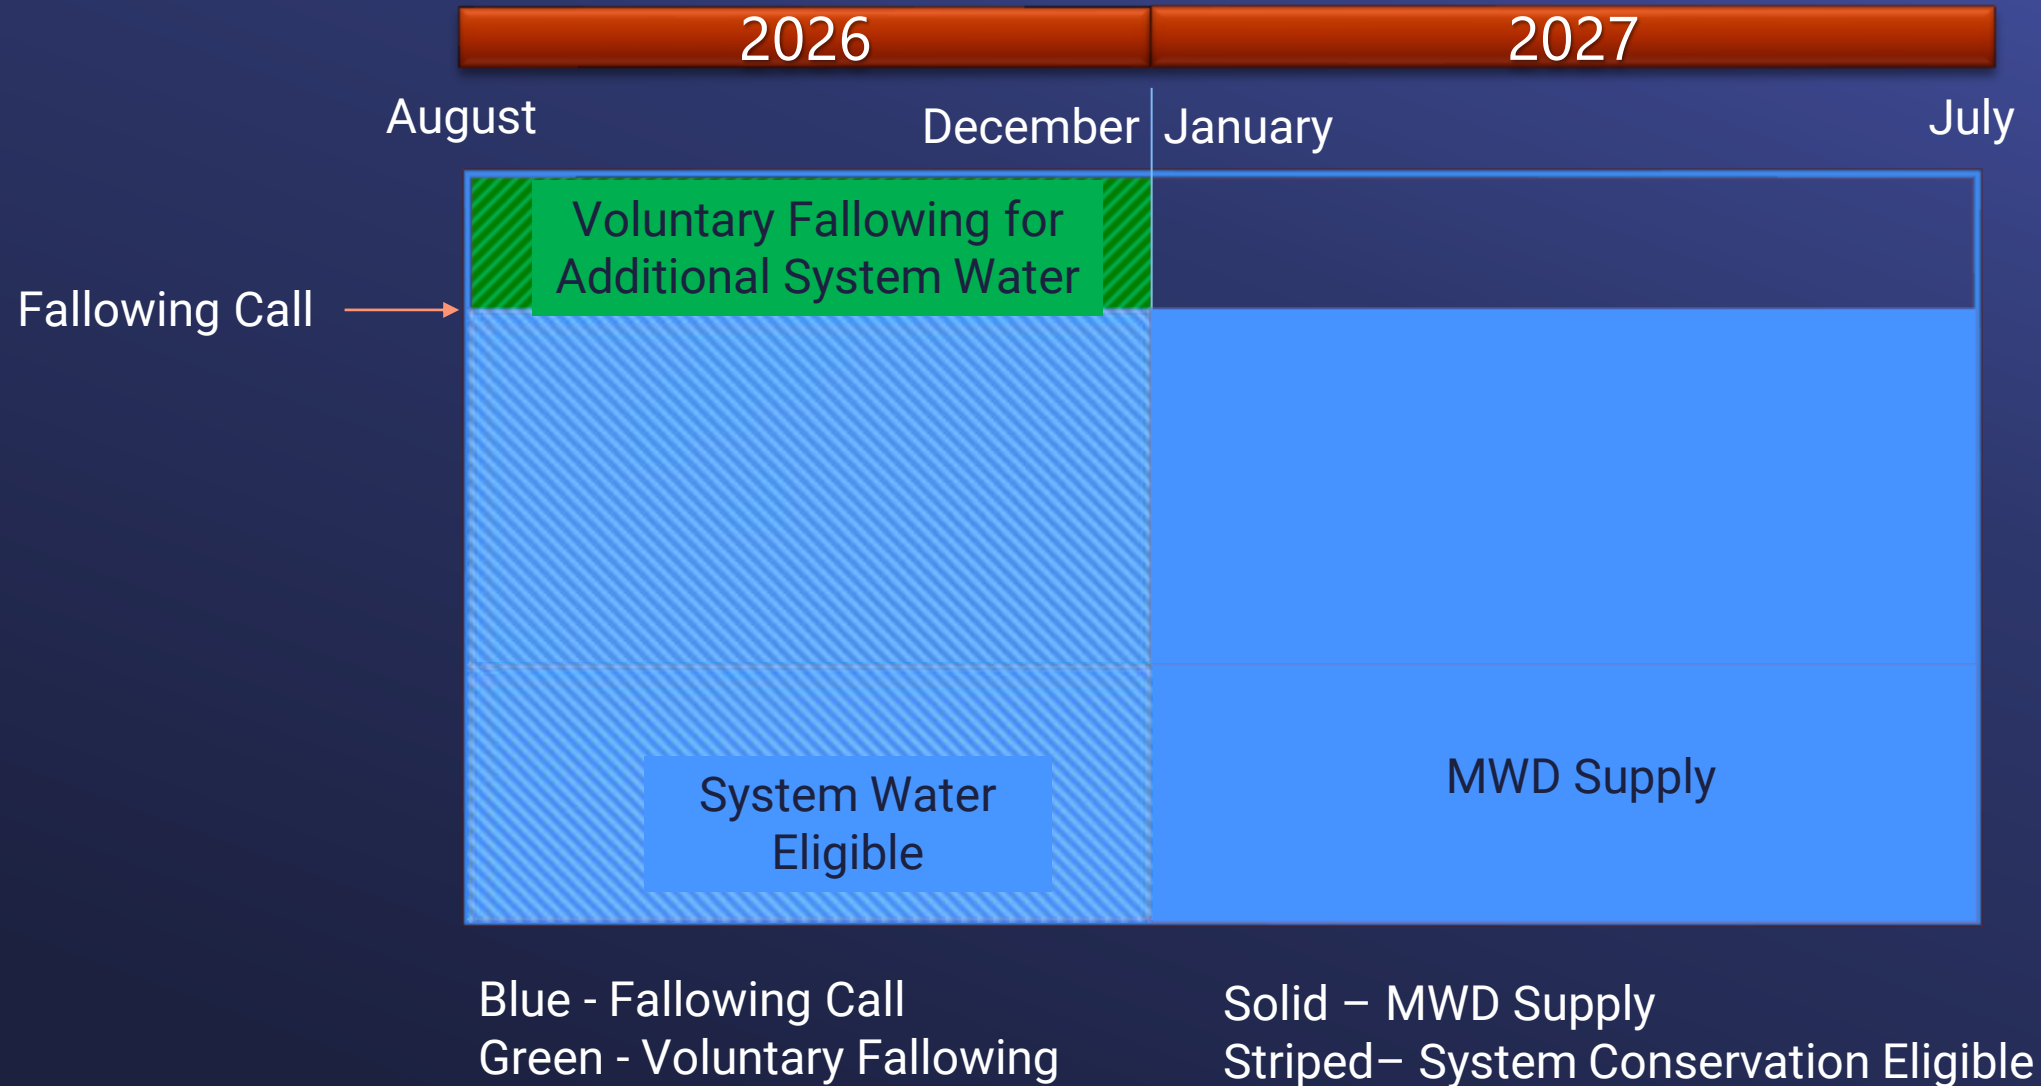 2026
2027
August
December
January
July
Voluntary Fallowing for
Additional System Water
Fallowing Call
System Water
Eligible
MWD Supply
Blue - Fallowing Call
Green - Voluntary Fallowing
Solid – MWD Supply
Striped– System Conservation Eligible